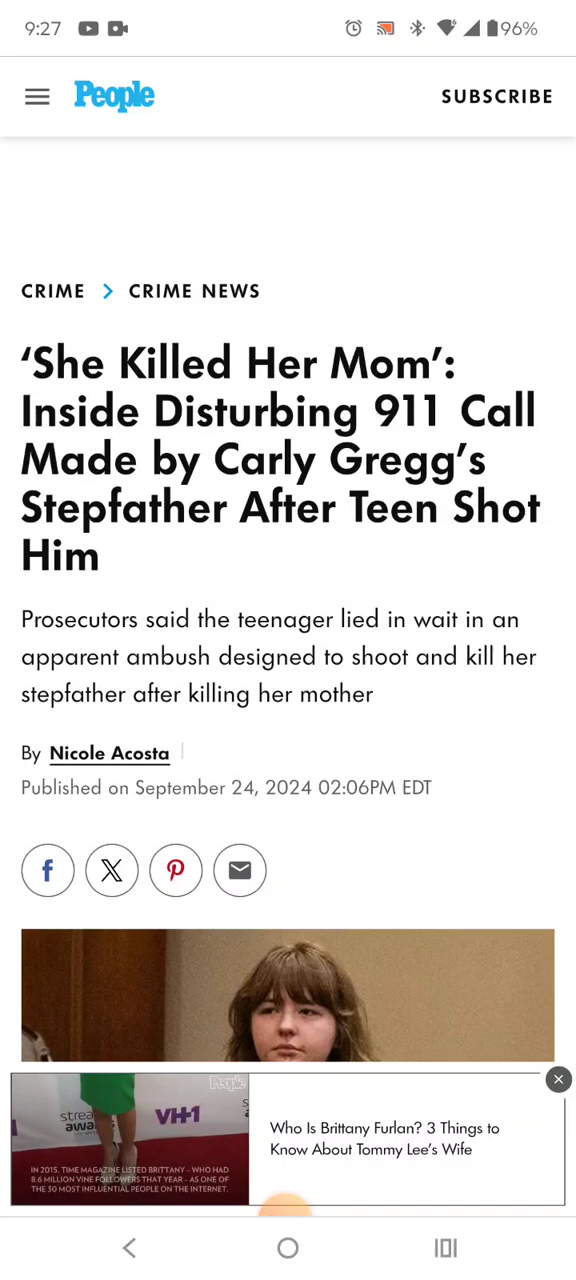 9:27
96%
People
SUBSCRIBE
CRIME > CRIME NEWS
‘She Killed Her Mom’:
Inside Disturbing 911 Call
Made by Carly Gregg’s
Stepfather After Teen Shot
Him
Prosecutors said the teenager lied in wait in an
apparent ambush designed to shoot and kill her
stepfather after killing her mother
By Nicole Acosta
Published on September 24, 2024 02:06PM EDT
People
strea
awa
VH1
IN 2015, TIME MAGAZINE LISTED BRITTANY – WHO HAD
8.6 MILLION VINE FOLLOWERS THAT YEAR – AS ONE OF
THE 30 MOST INFLUENTIAL PEOPLE ON THE INTERNET.
Who Is Brittany Furlan? 3 Things to
Know About Tommy Lee’s Wife